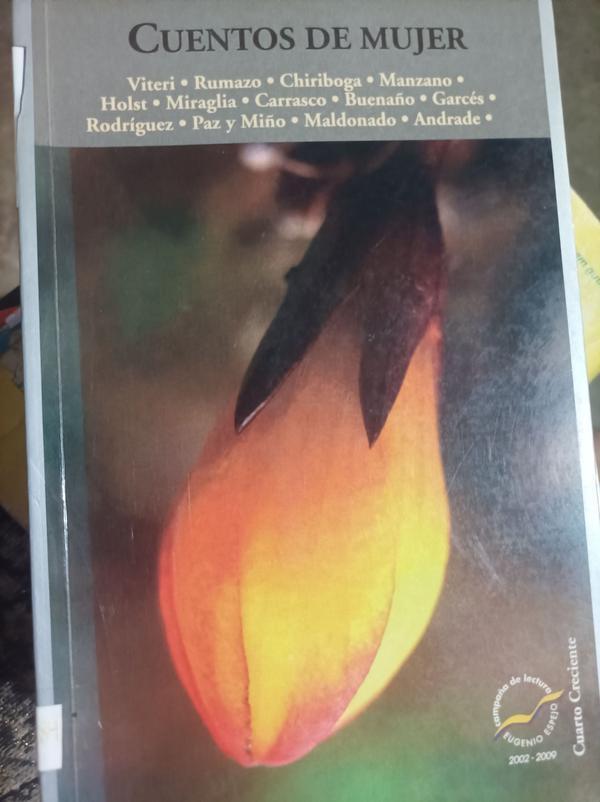 CUENTOS DE MUJER
Viteri • Rumazo • Chiriboga • Manzano •
Holst • Miraglia • Carrasco • Buenaño • Garcés •
Rodríguez • Paz y Miño • Maldonado • Andrade •
campaña de lectura
EUGENIO ESPEJO
2002 - 2009
Cuarto Creciente